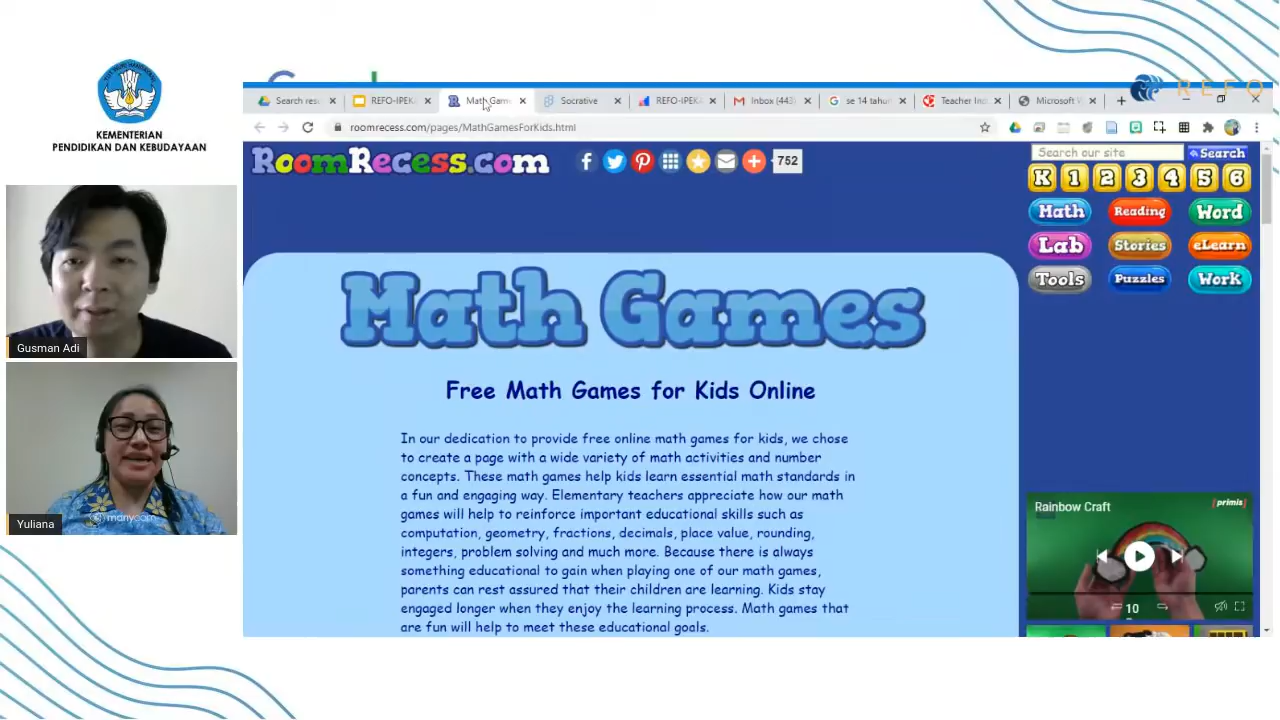 KEMENTERIAN
PENDIDIKAN DAN KEBUDAYAAN
REFO
Search res
REFO-IPEKA
Math Game
Socrative
REFO-IPEKA
Inbox (443)
se 14 tahun
Teacher In
Microsoft W
roomrecess.com/pages/MathGamesForKids.html
RoomRecess.com
752
Search our site
Search
K 1 2 3 4 5 6
Math Reading Word
Lab Stories eLearn
Tools Puzzles Work
Math Games
Free Math Games for Kids Online
In our dedication to provide free online math games for kids, we chose
to create a page with a wide variety of math activities and number
concepts. These math games help kids learn essential math standards in
a fun and engaging way. Elementary teachers appreciate how our math
games will help to reinforce important educational skills such as
computation, geometry, fractions, decimals, place value, rounding,
integers, problem solving and much more. Because there is always
something educational to gain when playing one of our math games,
parents can rest assured that their children are learning. Kids stay
engaged longer when they enjoy the learning process. Math games that
are fun will help to meet these educational goals.
Rainbow Craft
primis
10
Gusman Adi
Yuliana